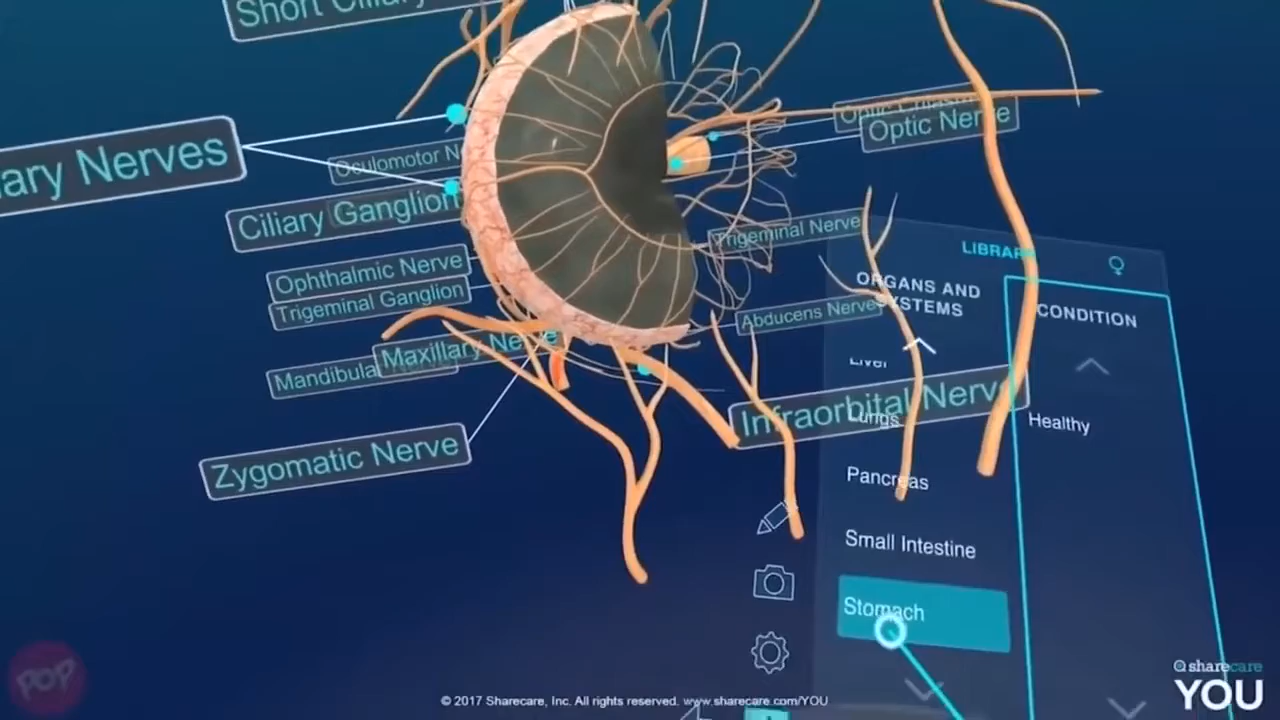 Short Ciliary
ary Nerves
Oculomotor N
Ciliary Ganglion
Ophthalmic Nerve
Trigeminal Ganglion
Mandibular
Maxillary Nerve
Zygomatic Nerve
Optic Nerve
Trigeminal Nerve
Abducens Nerve
Infraorbital Nerve
LIBRARY
ORGANS AND
SYSTEMS
Liver
Lungs
Pancreas
Small Intestine
Stomach
CONDITION
Healthy
POP
© 2017 Sharecare, Inc. All rights reserved. www.sharecare.com/YOU
sharecare
YOU